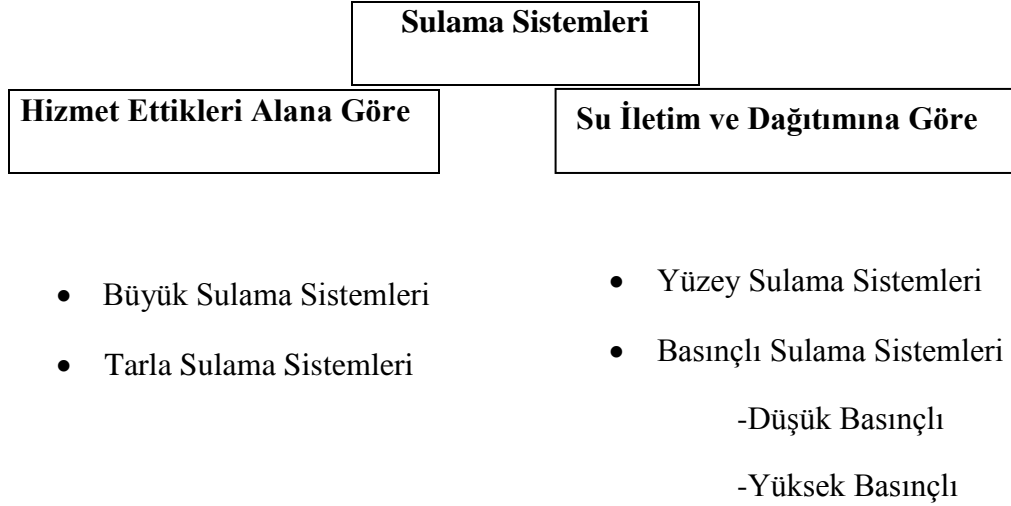 Sulama Sistemleri
Hizmet Ettikleri Alana Göre
Su İletim ve Dağıtımına Göre
• Büyük Sulama Sistemleri
• Tarla Sulama Sistemleri
• Yüzey Sulama Sistemleri
• Basınçlı Sulama Sistemleri
-Düşük Basınçlı
-Yüksek Basınçlı